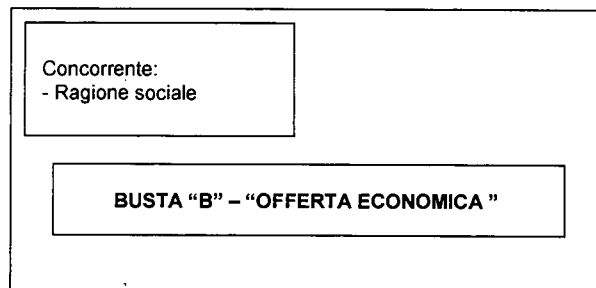 Concorrente:
- Ragione sociale
BUSTA “B” – “OFFERTA ECONOMICA ”